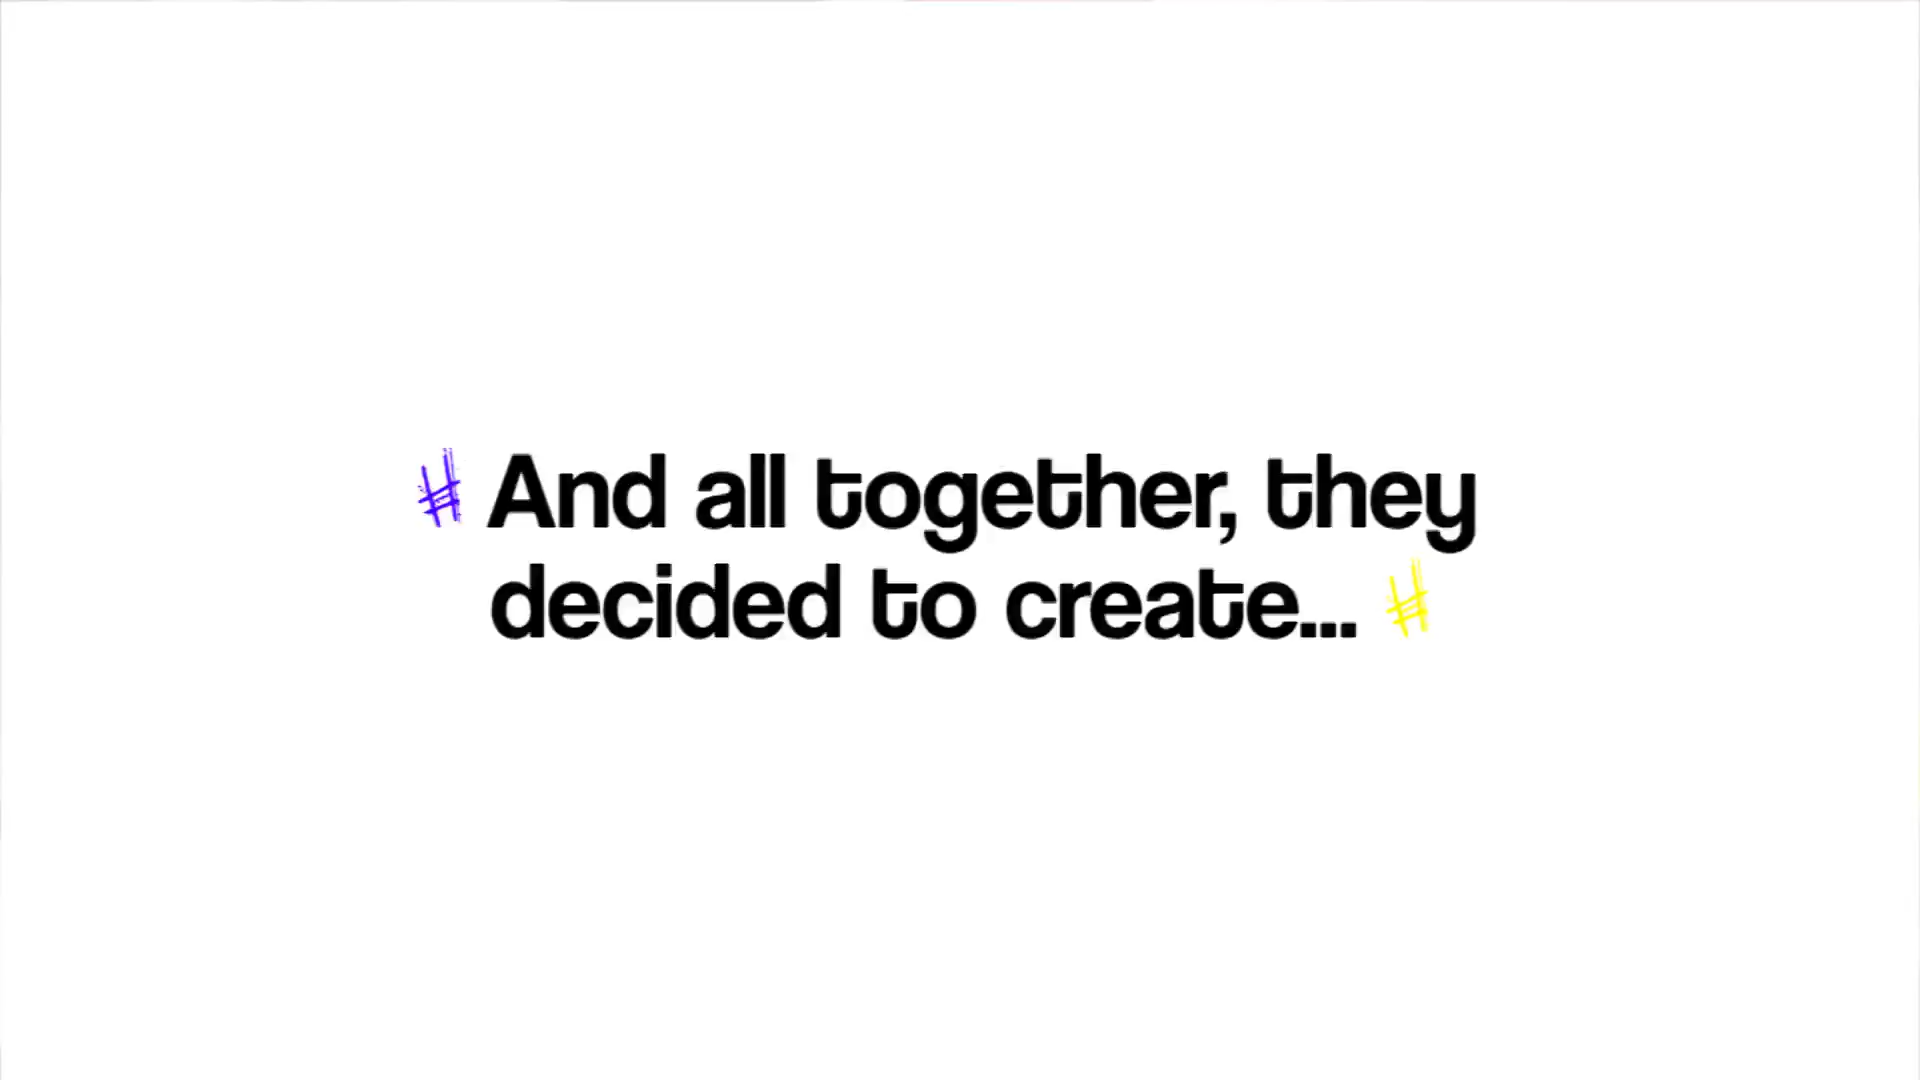 # And all together, they
decided to create... #